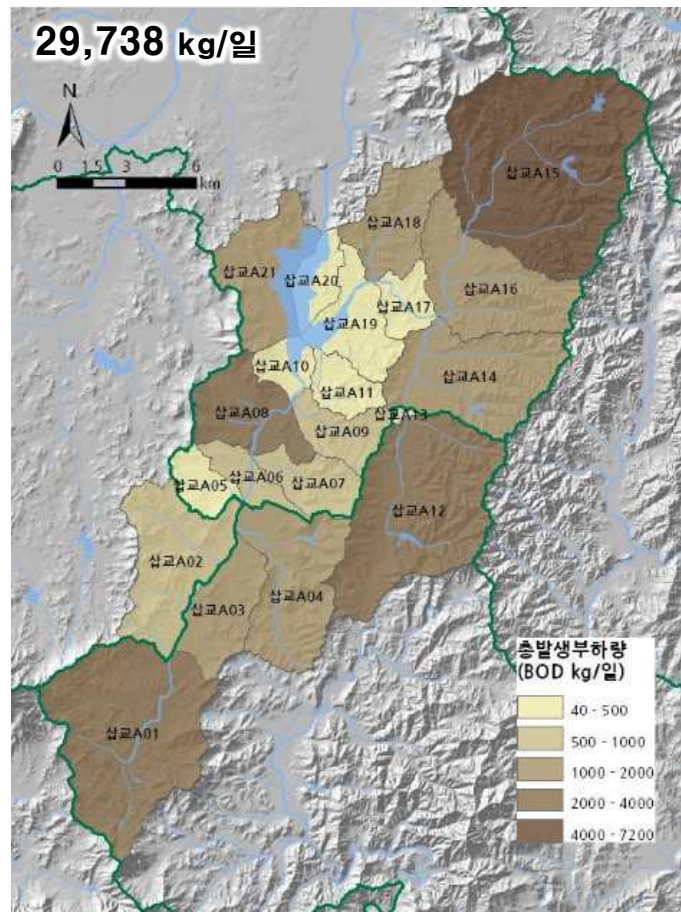 29,738 kg/일
N
0 1.5 3 6
km
삽교A15
삽교A18
삽교A21
삽교A20
삽교A16
삽교A17
삽교A19
삽교A10
삽교A14
삽교A11
삽교A08
삽교A13
삽교A09
삽교A06
삽교A05
삽교A07
삽교A12
삽교A02
삽교A04
삽교A03
삽교A01
총발생부하량
(BOD kg/일)
40 - 500
500 - 1000
1000 - 2000
2000 - 4000
4000 - 7200